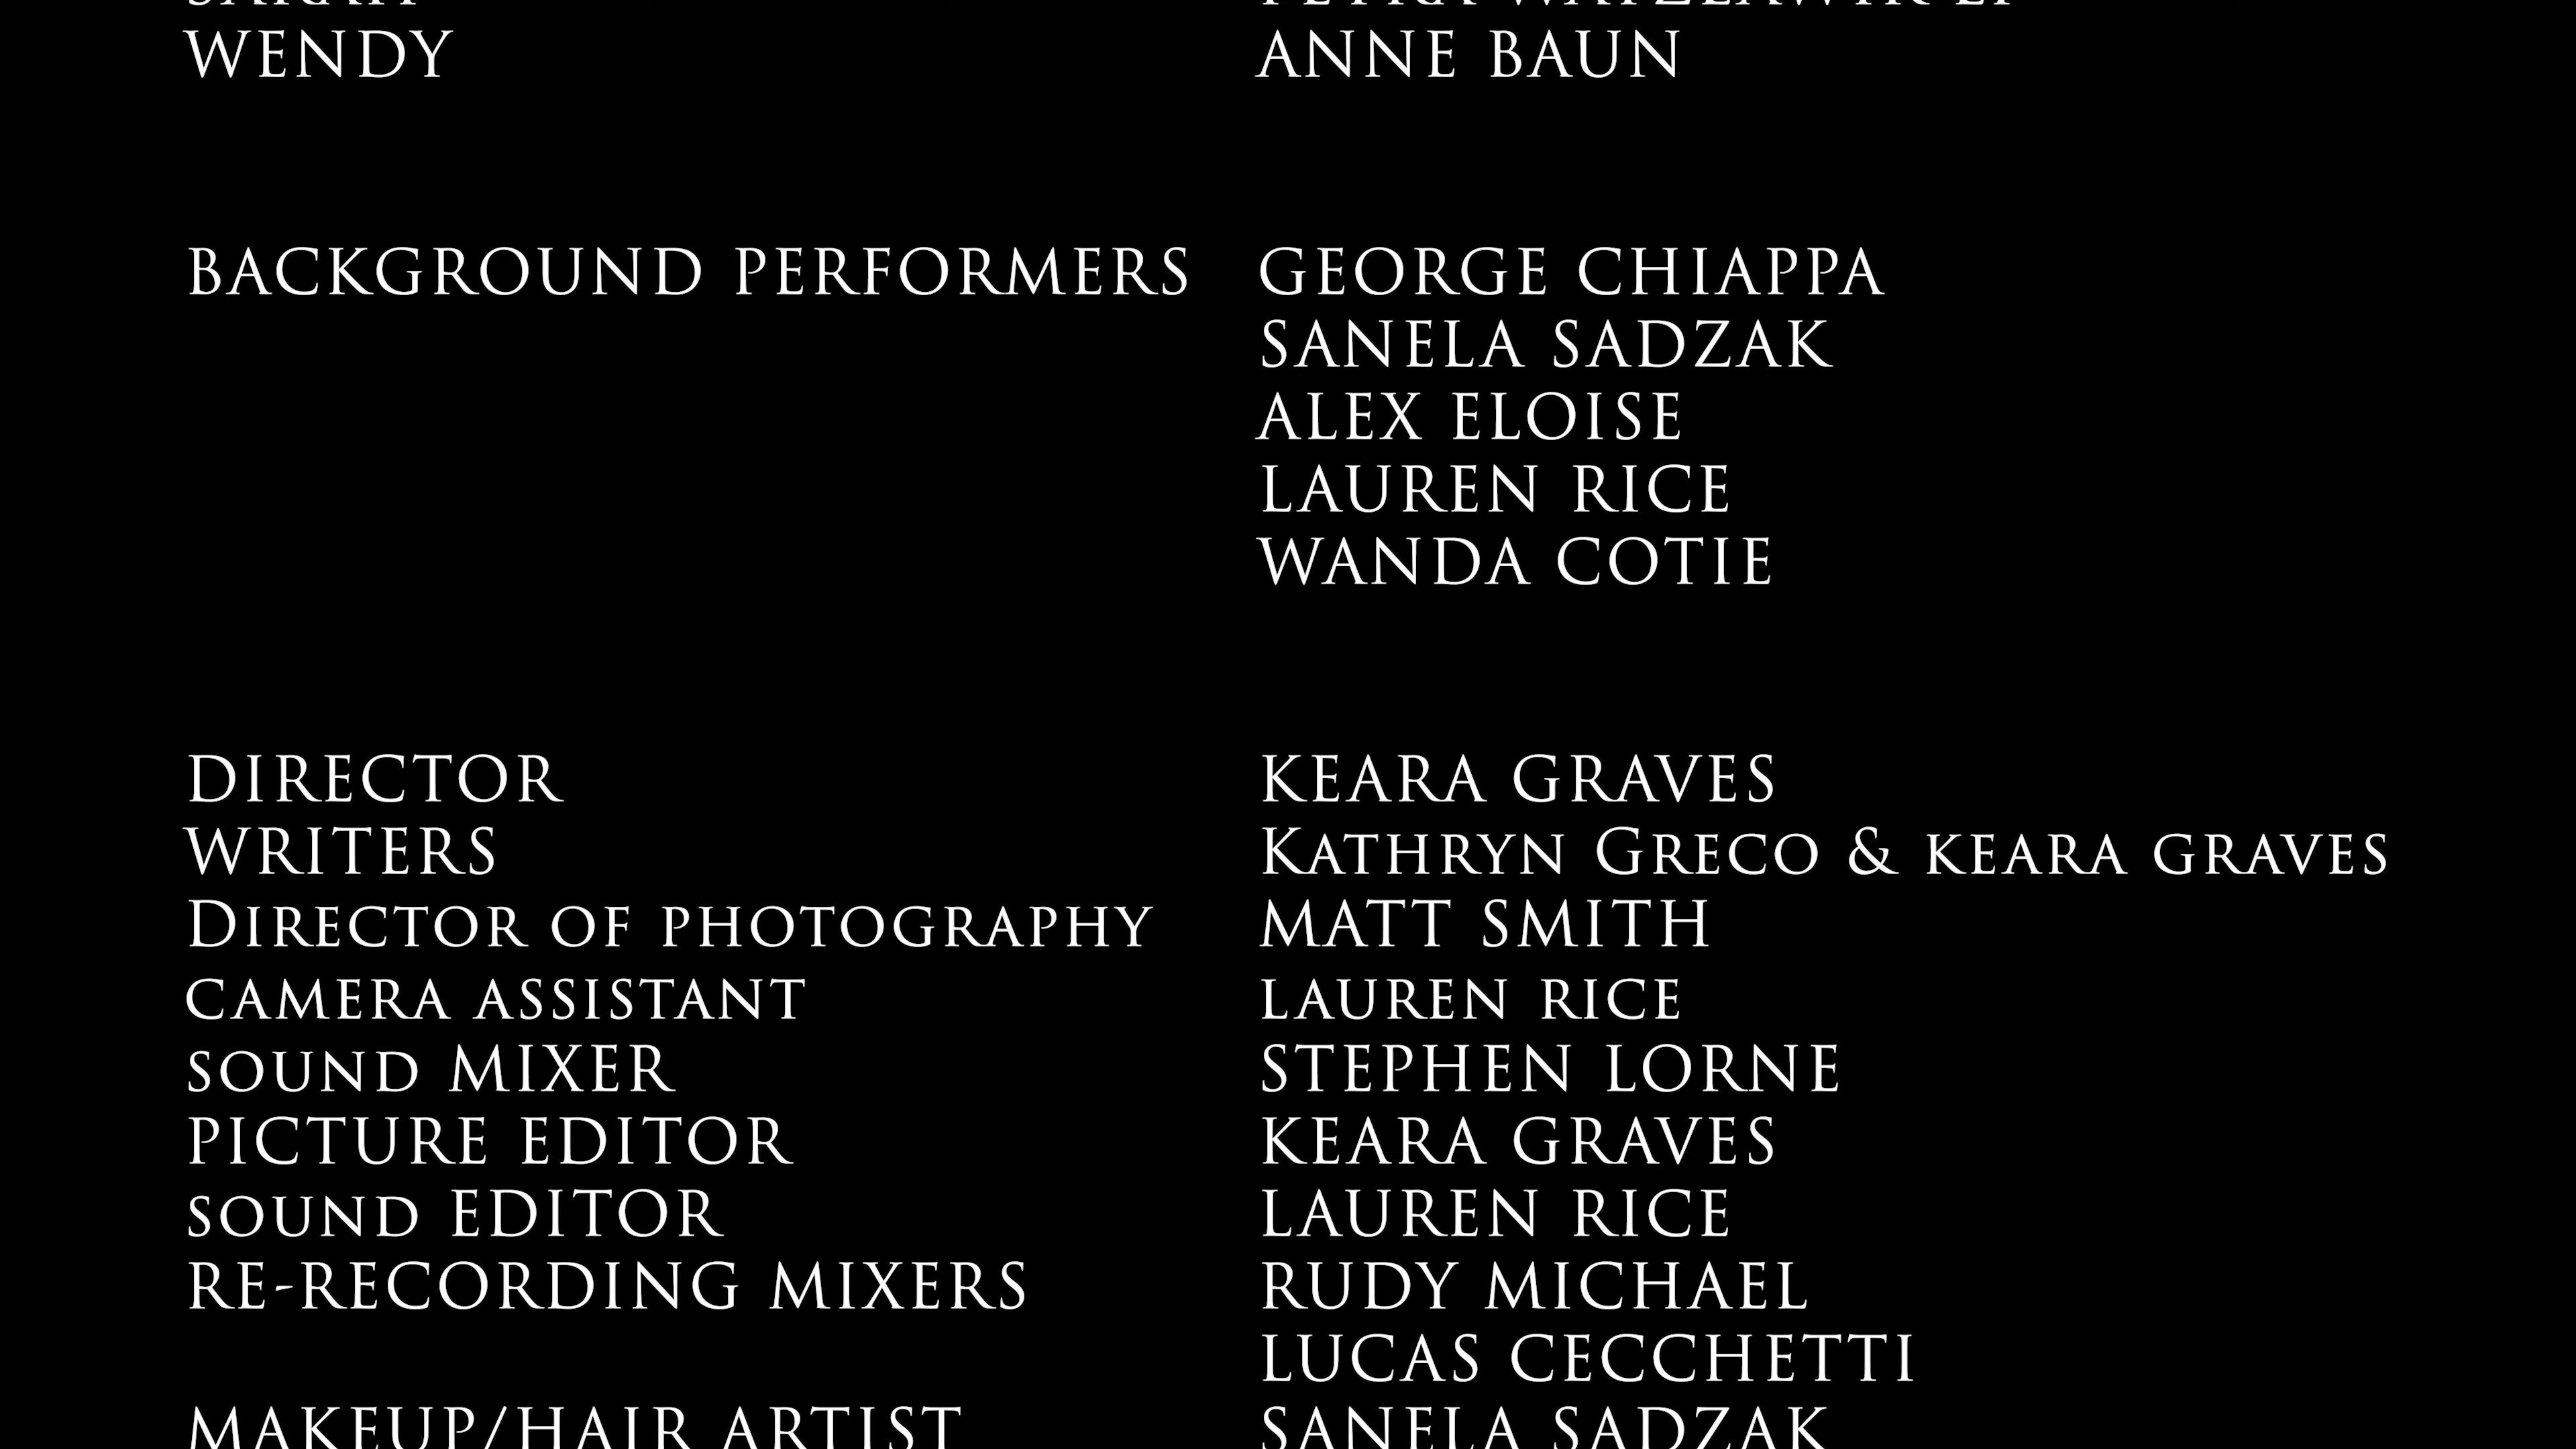 SARAH
WENDY ANNE BAUN
BACKGROUND PERFORMERS GEORGE CHIAPPA
SANELA SADZAK
ALEX ELOISE
LAUREN RICE
WANDA COTIE
DIRECTOR KEARA GRAVES
WRITERS KATHRYN GRECO & KEARA GRAVES
DIRECTOR OF PHOTOGRAPHY MATT SMITH
CAMERA ASSISTANT LAUREN RICE
SOUND MIXER STEPHEN LORNE
PICTURE EDITOR KEARA GRAVES
SOUND EDITOR LAUREN RICE
RE-RECORDING MIXERS RUDY MICHAEL
LUCAS CECCHETTI
MAKEUP/HAIR ARTIST SANELA SADZAK